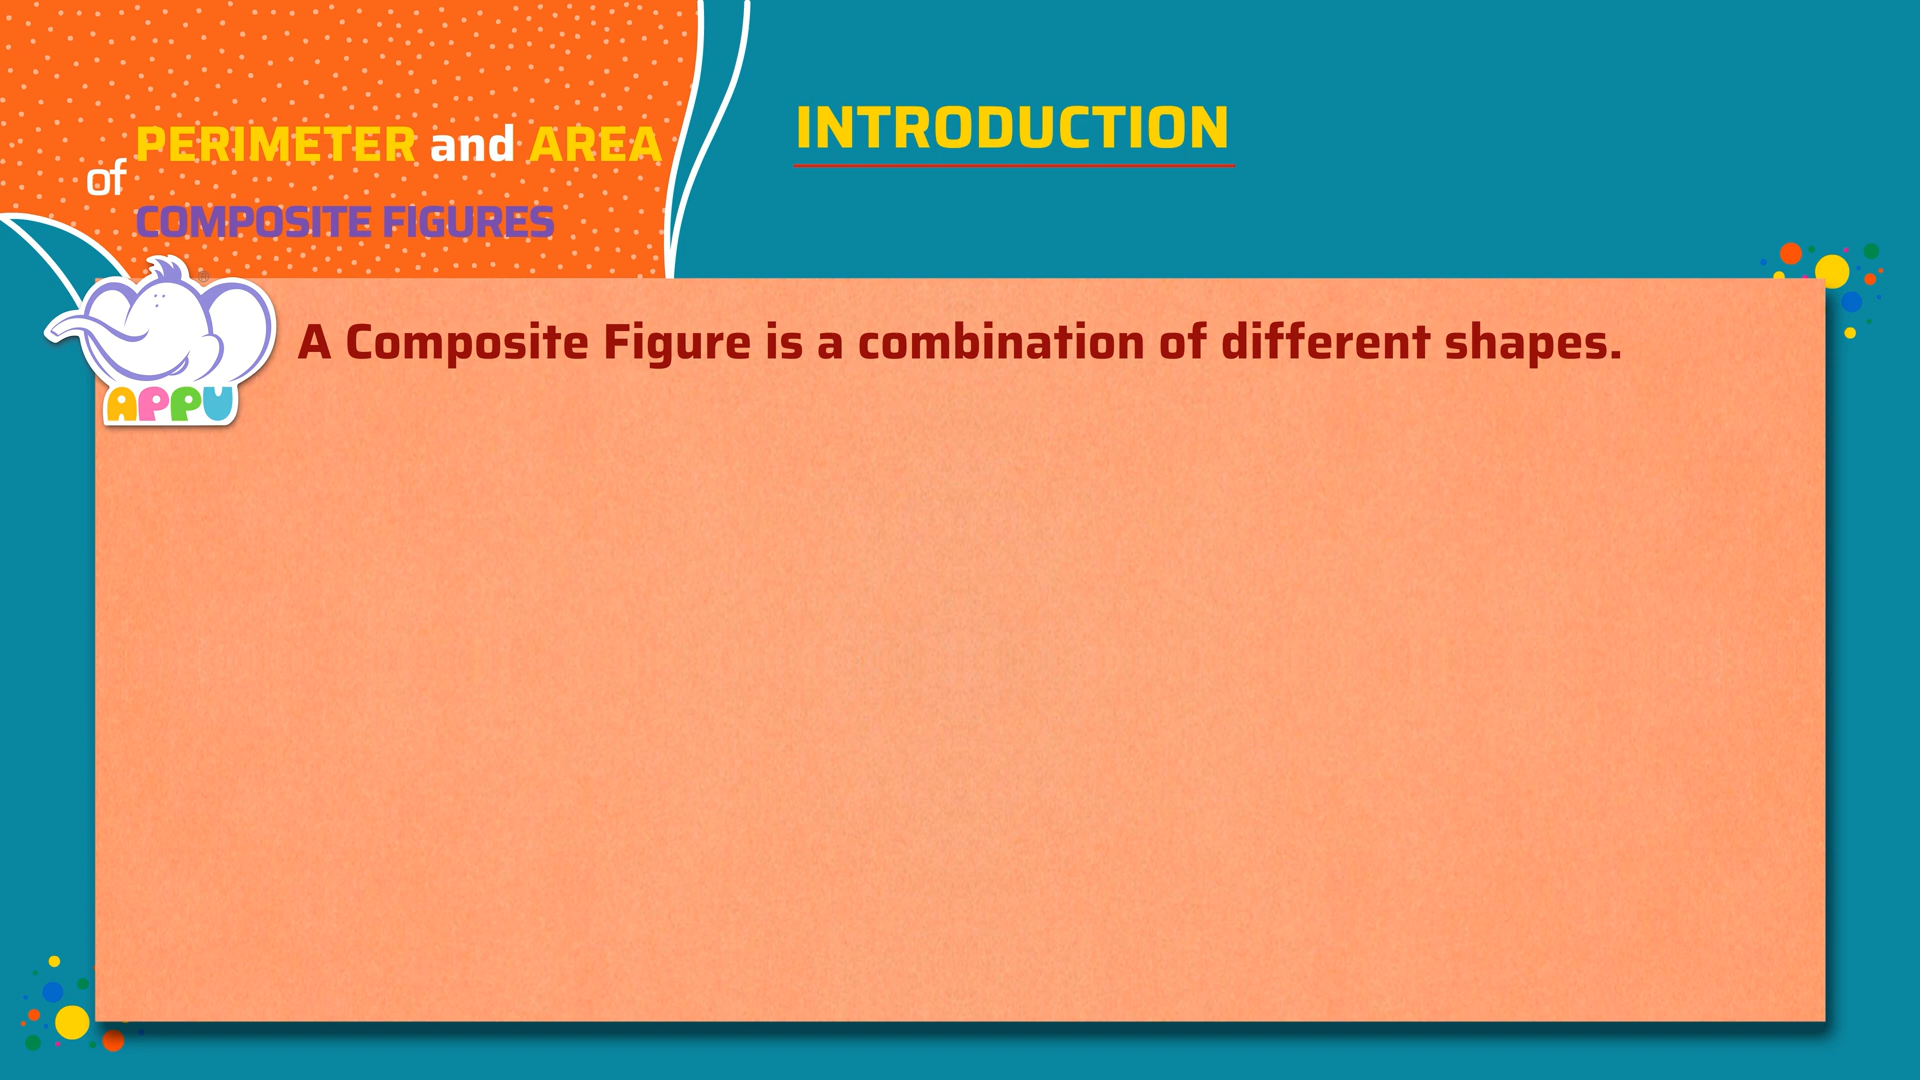 PERIMETER and AREA
of
COMPOSITE FIGURES
INTRODUCTION
A Composite Figure is a combination of different shapes.
APPU
®